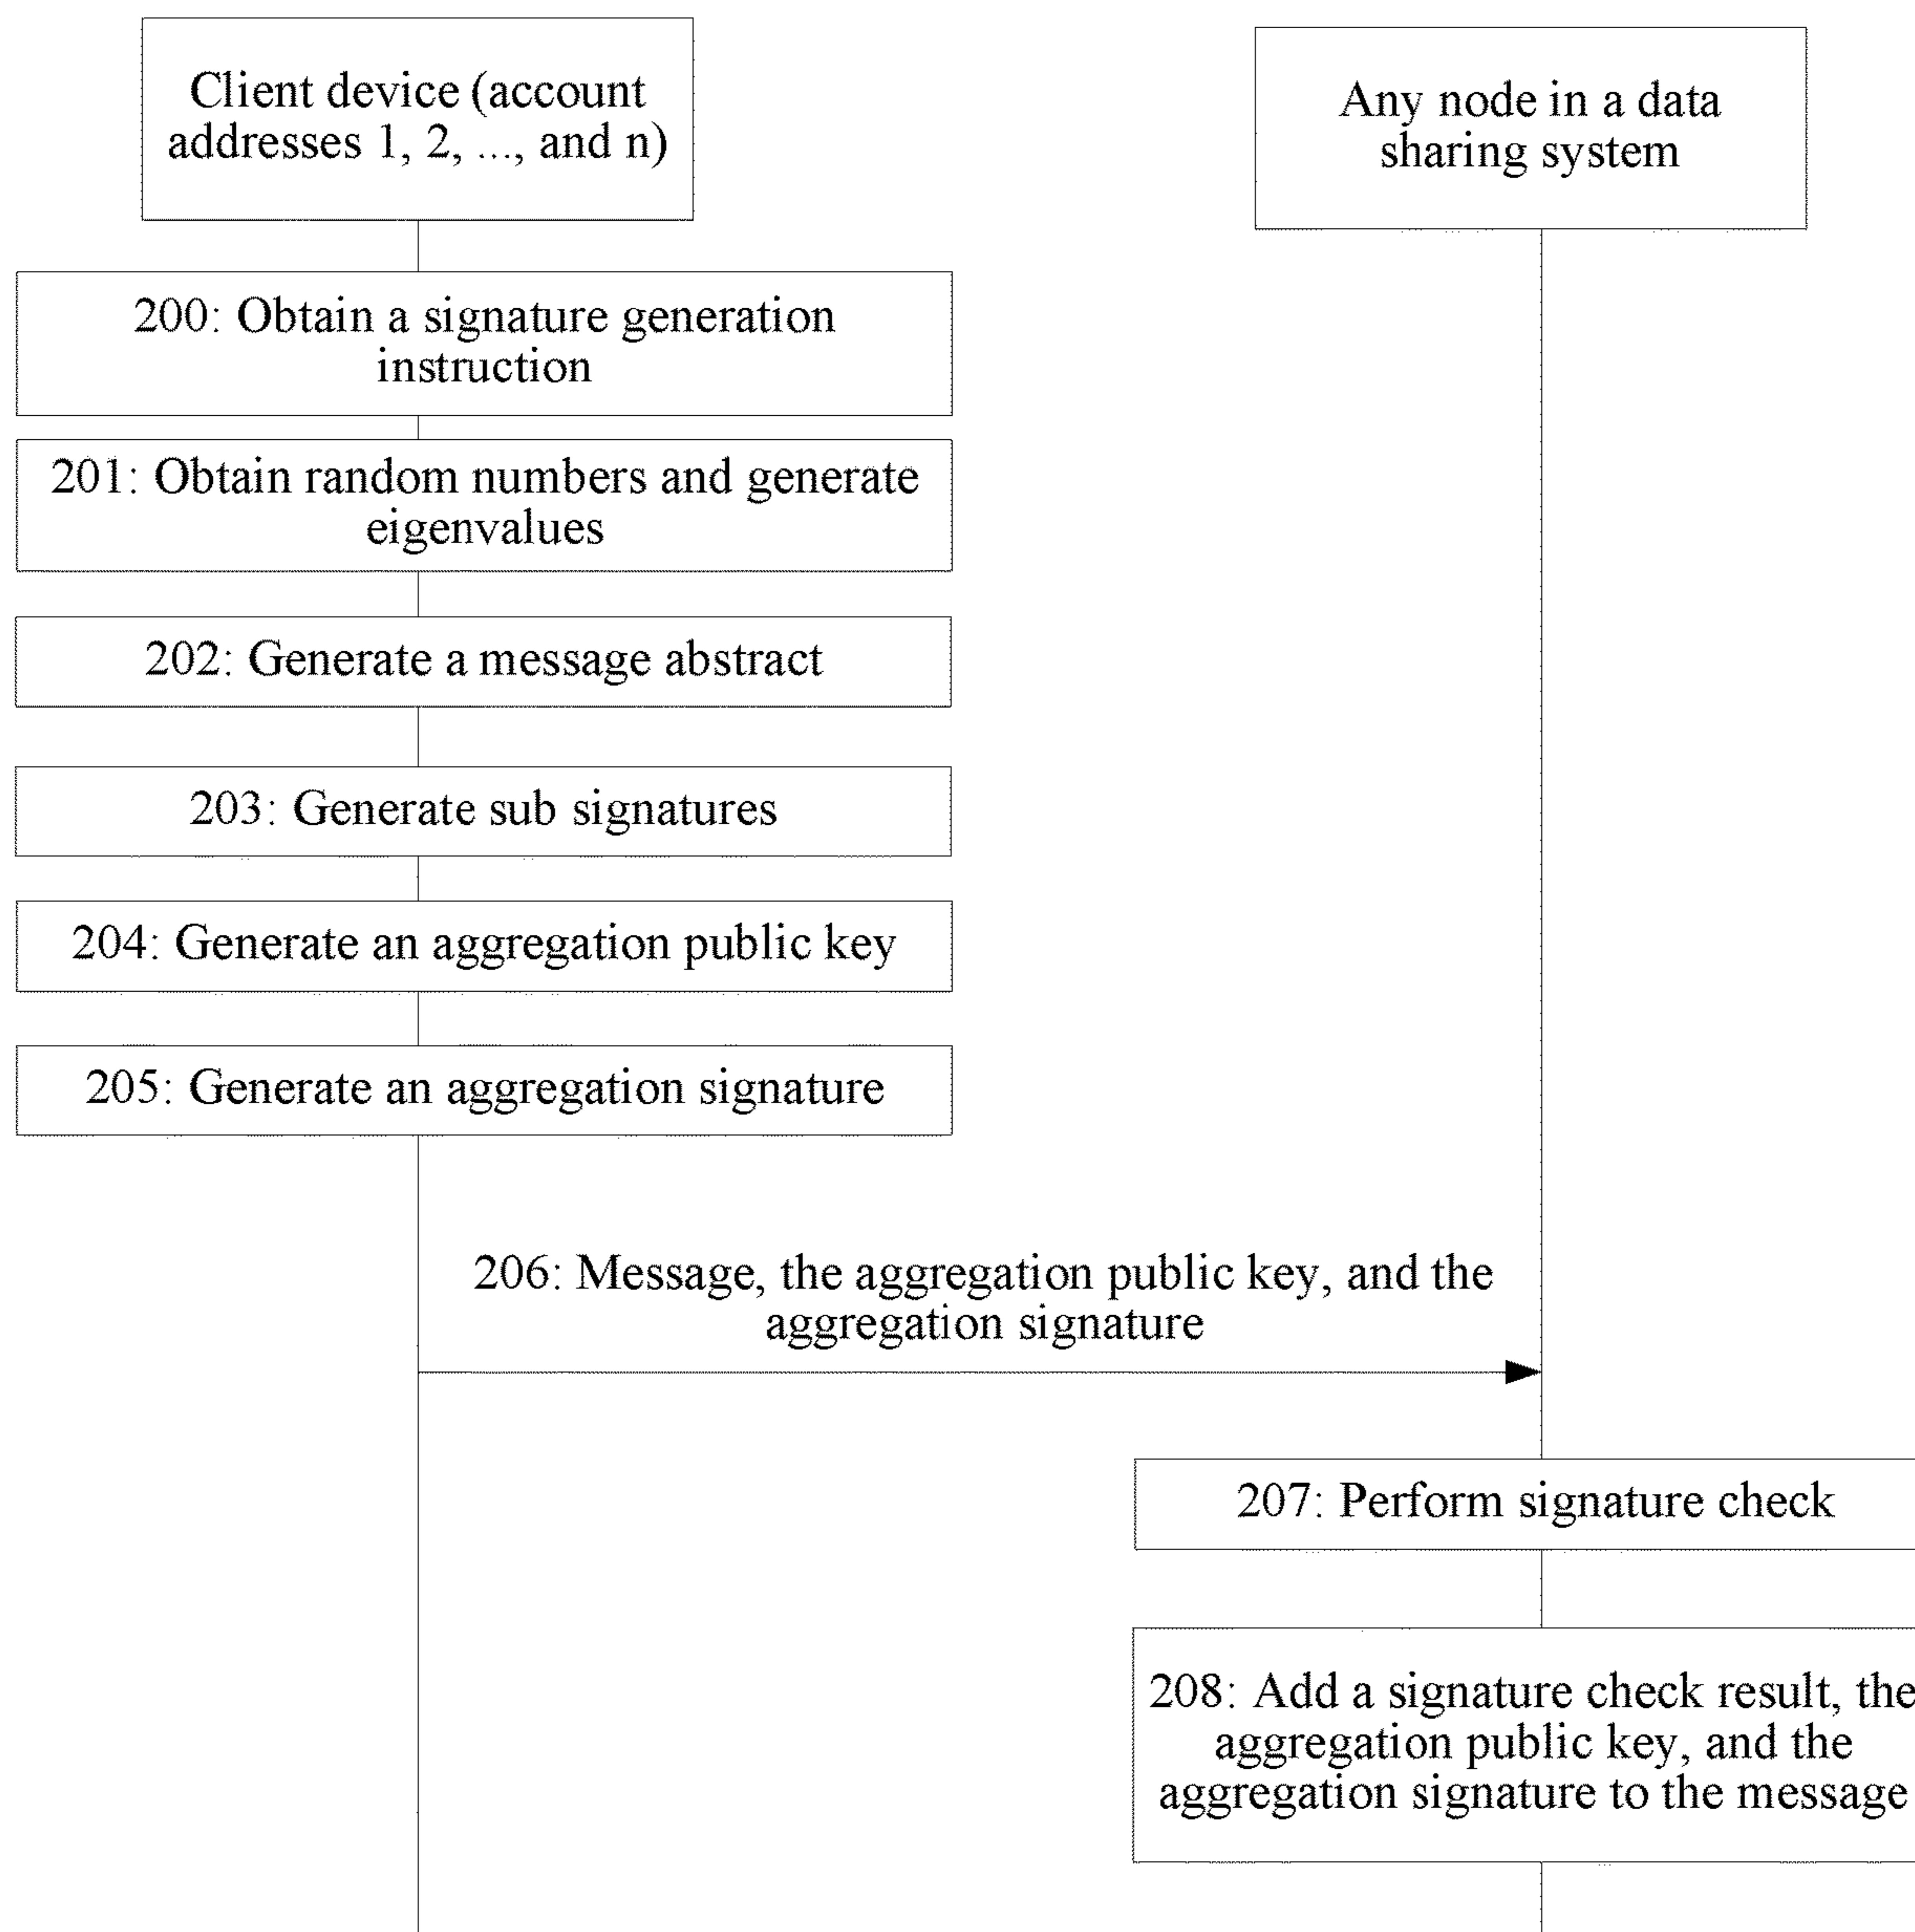 Client device (account
addresses 1, 2, ..., and n)
Any node in a data
sharing system
200: Obtain a signature generation
instruction
201: Obtain random numbers and generate
eigenvalues
202: Generate a message abstract
203: Generate sub signatures
204: Generate an aggregation public key
205: Generate an aggregation signature
206: Message, the aggregation public key, and the
aggregation signature
207: Perform signature check
208: Add a signature check result, the
aggregation public key, and the
aggregation signature to the message